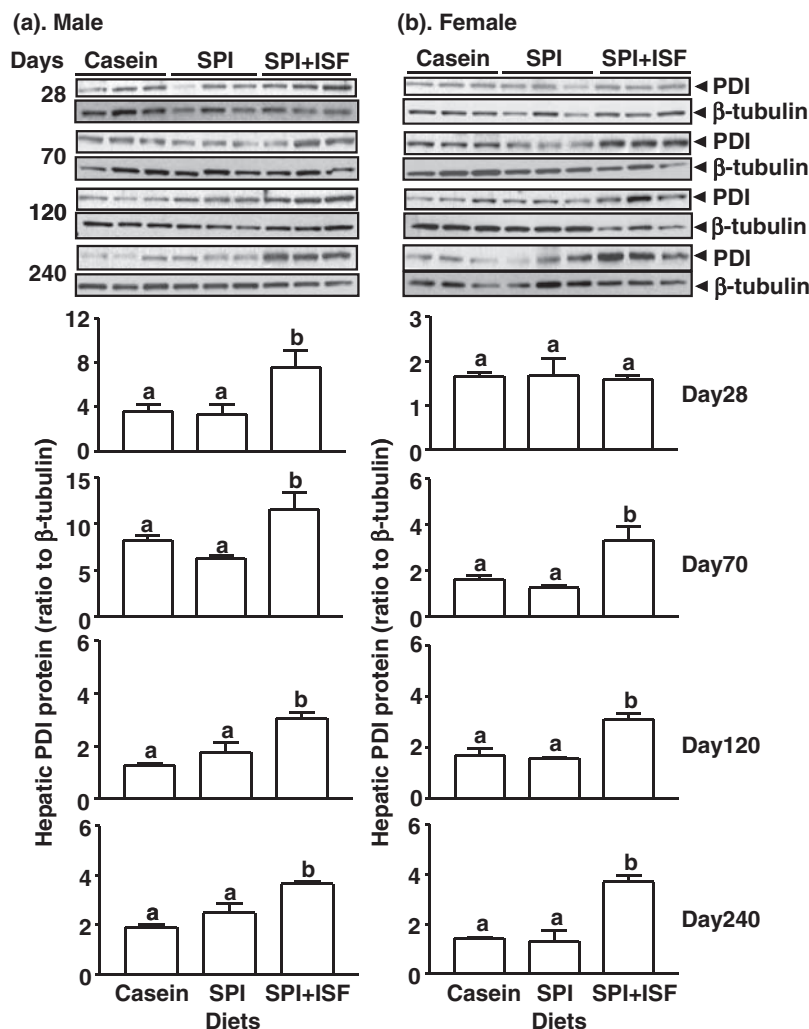 (a). Male
(b). Female
Days
Casein SPI SPI+ISF
Casein SPI SPI+ISF
28
PDI
β-tubulin
70
PDI
β-tubulin
120
PDI
β-tubulin
240
PDI
β-tubulin
Hepatic PDI protein (ratio to β-tubulin)
12
8
4
0
a a b
15
10
5
0
a a b
6
4
2
0
a a b
6
4
2
0
a a b
Casein SPI SPI+ISF
Diets
Hepatic PDI protein (ratio to β-tubulin)
3
2
1
0
a a a
Day28
6
4
2
0
a a b
Day70
6
4
2
0
a a b
Day120
6
4
2
0
a a b
Day240
Casein SPI SPI+ISF
Diets